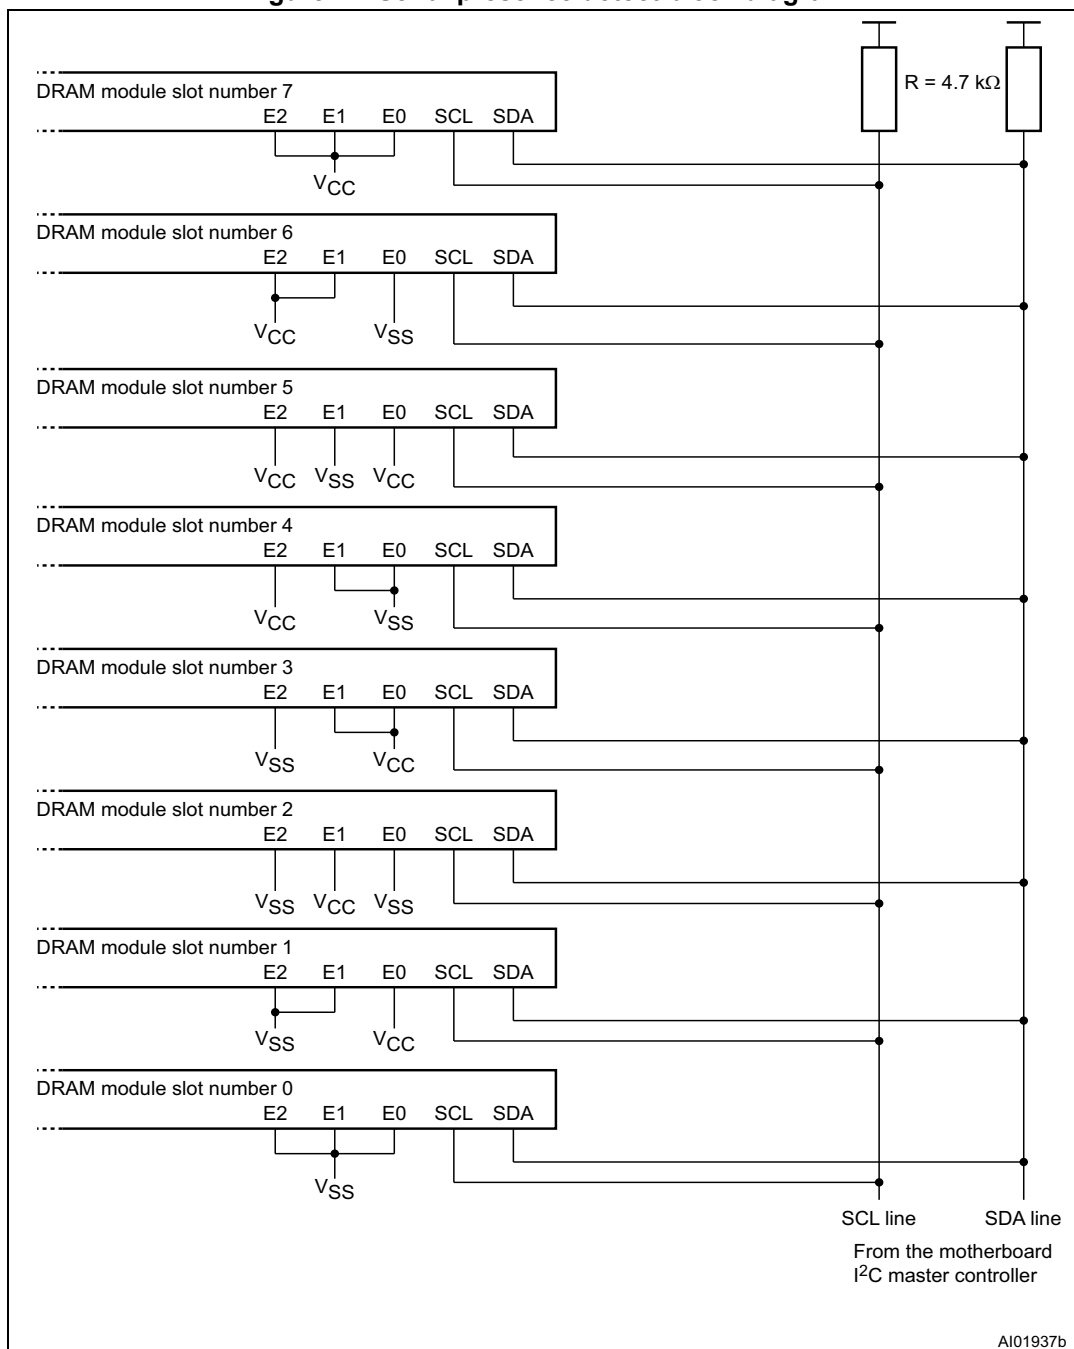 R = 4.7 kΩ
DRAM module slot number 7
E2 E1 E0 SCL SDA
VCC
DRAM module slot number 6
E2 E1 E0 SCL SDA
VCC VSS
DRAM module slot number 5
E2 E1 E0 SCL SDA
VCC VSS VCC
DRAM module slot number 4
E2 E1 E0 SCL SDA
VCC VSS
DRAM module slot number 3
E2 E1 E0 SCL SDA
VSS VCC
DRAM module slot number 2
E2 E1 E0 SCL SDA
VSS VCC VSS
DRAM module slot number 1
E2 E1 E0 SCL SDA
VSS VCC
DRAM module slot number 0
E2 E1 E0 SCL SDA
VSS
SCL line SDA line
From the motherboard
I2C master controller
AI01937b